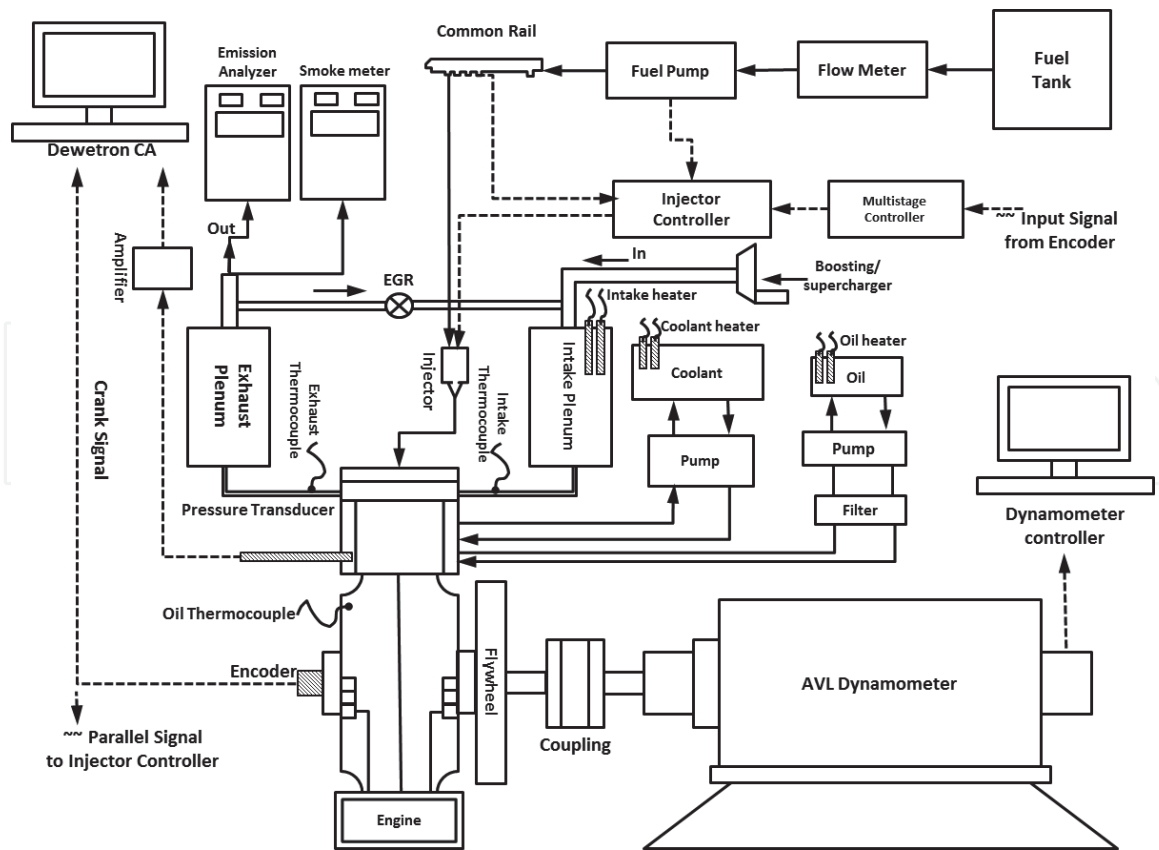 Common Rail
Fuel Pump
Flow Meter
Fuel
Tank
Emission
Analyzer
Smoke meter
Dewetron CA
Injector
Controller
Multistage
Controller
~~ Input Signal
from Encoder
Out
Amplifier
In
EGR
Boosting/
supercharger
Intake heater
Coolant heater
Oil heater
Exhaust
Plenum
Exhaust
Thermocouple
Injector
Intake
Thermocouple
Intake Plenum
Coolant
Oil
Pump
Pump
Filter
Crank Signal
Pressure Transducer
Dynamometer
controller
Oil Thermocouple
Encoder
Flywheel
Coupling
AVL Dynamometer
~~ Parallel Signal
to Injector Controller
Engine